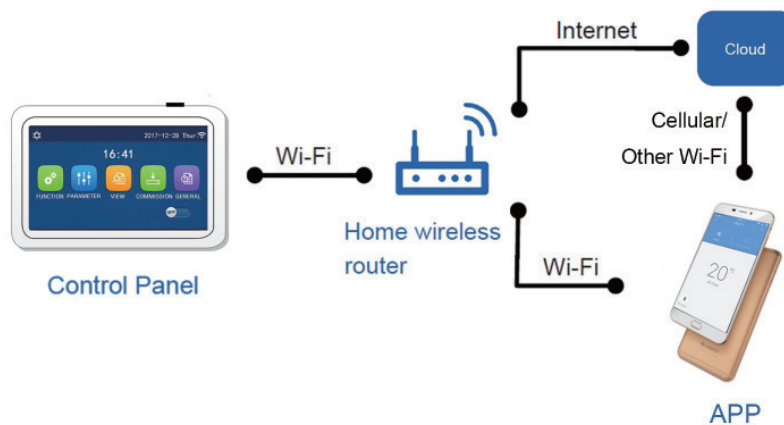 Internet
Cloud
Cellular/
Other Wi-Fi
2017-12-28 Thur
16:41
FUNCTION PARAMETER VIEW COMMISSION GENERAL
OFF
Wi-Fi
Home wireless
router
Control Panel
Wi-Fi
20°C
APP